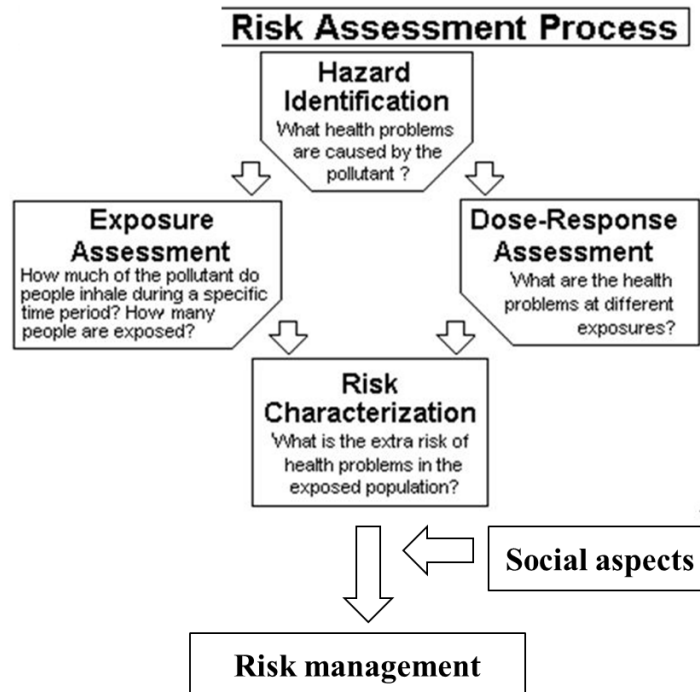 Risk Assessment Process
Hazard
Identification
What health problems
are caused by the
pollutant ?
Exposure
Assessment
How much of the pollutant do
people inhale during a specific
time period? How many
people are exposed?
Dose-Response
Assessment
What are the health
problems at different
exposures?
Risk
Characterization
What is the extra risk of
health problems in the
exposed population?
Social aspects
Risk management